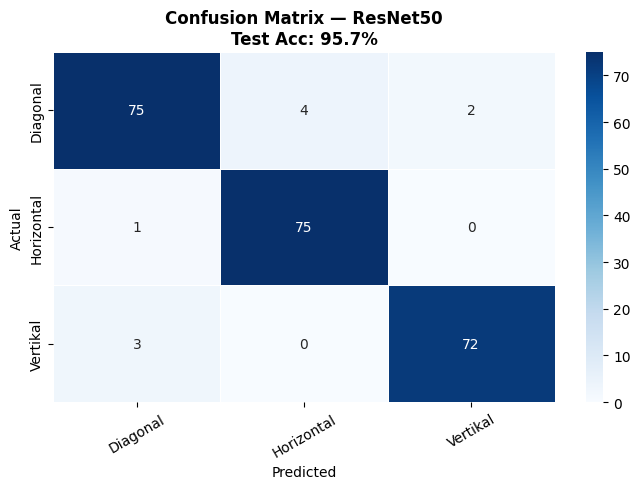 Confusion Matrix — ResNet50
Test Acc: 95.7%
Actual
Diagonal
75 4 2
Horizontal
1 75 0
Vertikal
3 0 72
Diagonal Horizontal Vertikal
Predicted
70
60
50
40
30
20
10
0